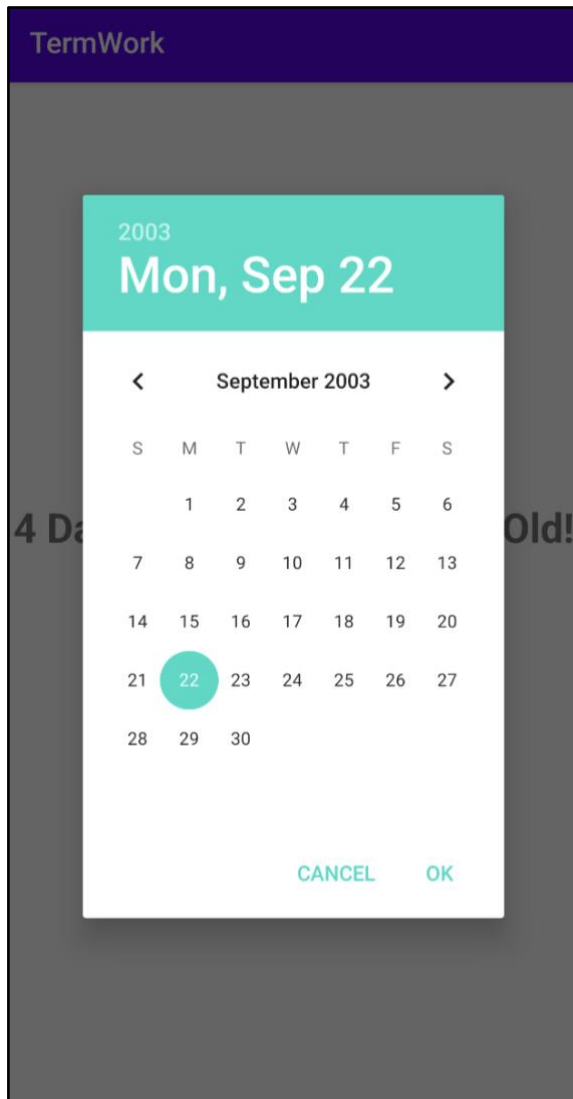 TermWork
2003
Mon, Sep 22
September 2003
S M T W T F S
1 2 3 4 5 6
4 Old!
7 8 9 10 11 12 13
14 15 16 17 18 19 20
21 22 23 24 25 26 27
28 29 30
CANCEL OK